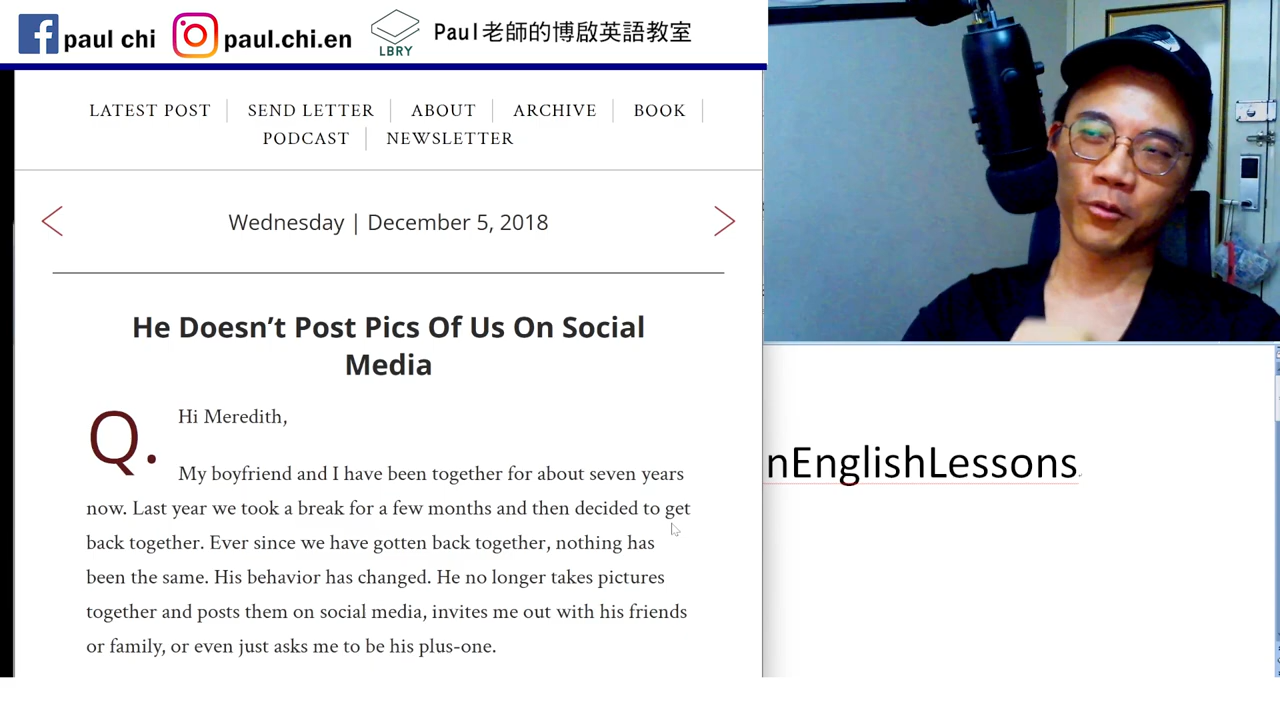 paul chi
paul.chi.en
LBRY
Paul老師的博啟英語教室
LATEST POST
SEND LETTER
ABOUT
ARCHIVE
BOOK
PODCAST
NEWSLETTER
Wednesday | December 5, 2018
He Doesn’t Post Pics Of Us On Social
Media
Q.
Hi Meredith,
My boyfriend and I have been together for about seven years
now. Last year we took a break for a few months and then decided to get
back together. Ever since we have gotten back together, nothing has
been the same. His behavior has changed. He no longer takes pictures
together and posts them on social media, invites me out with his friends
or family, or even just asks me to be his plus-one.
nEnglishLessons